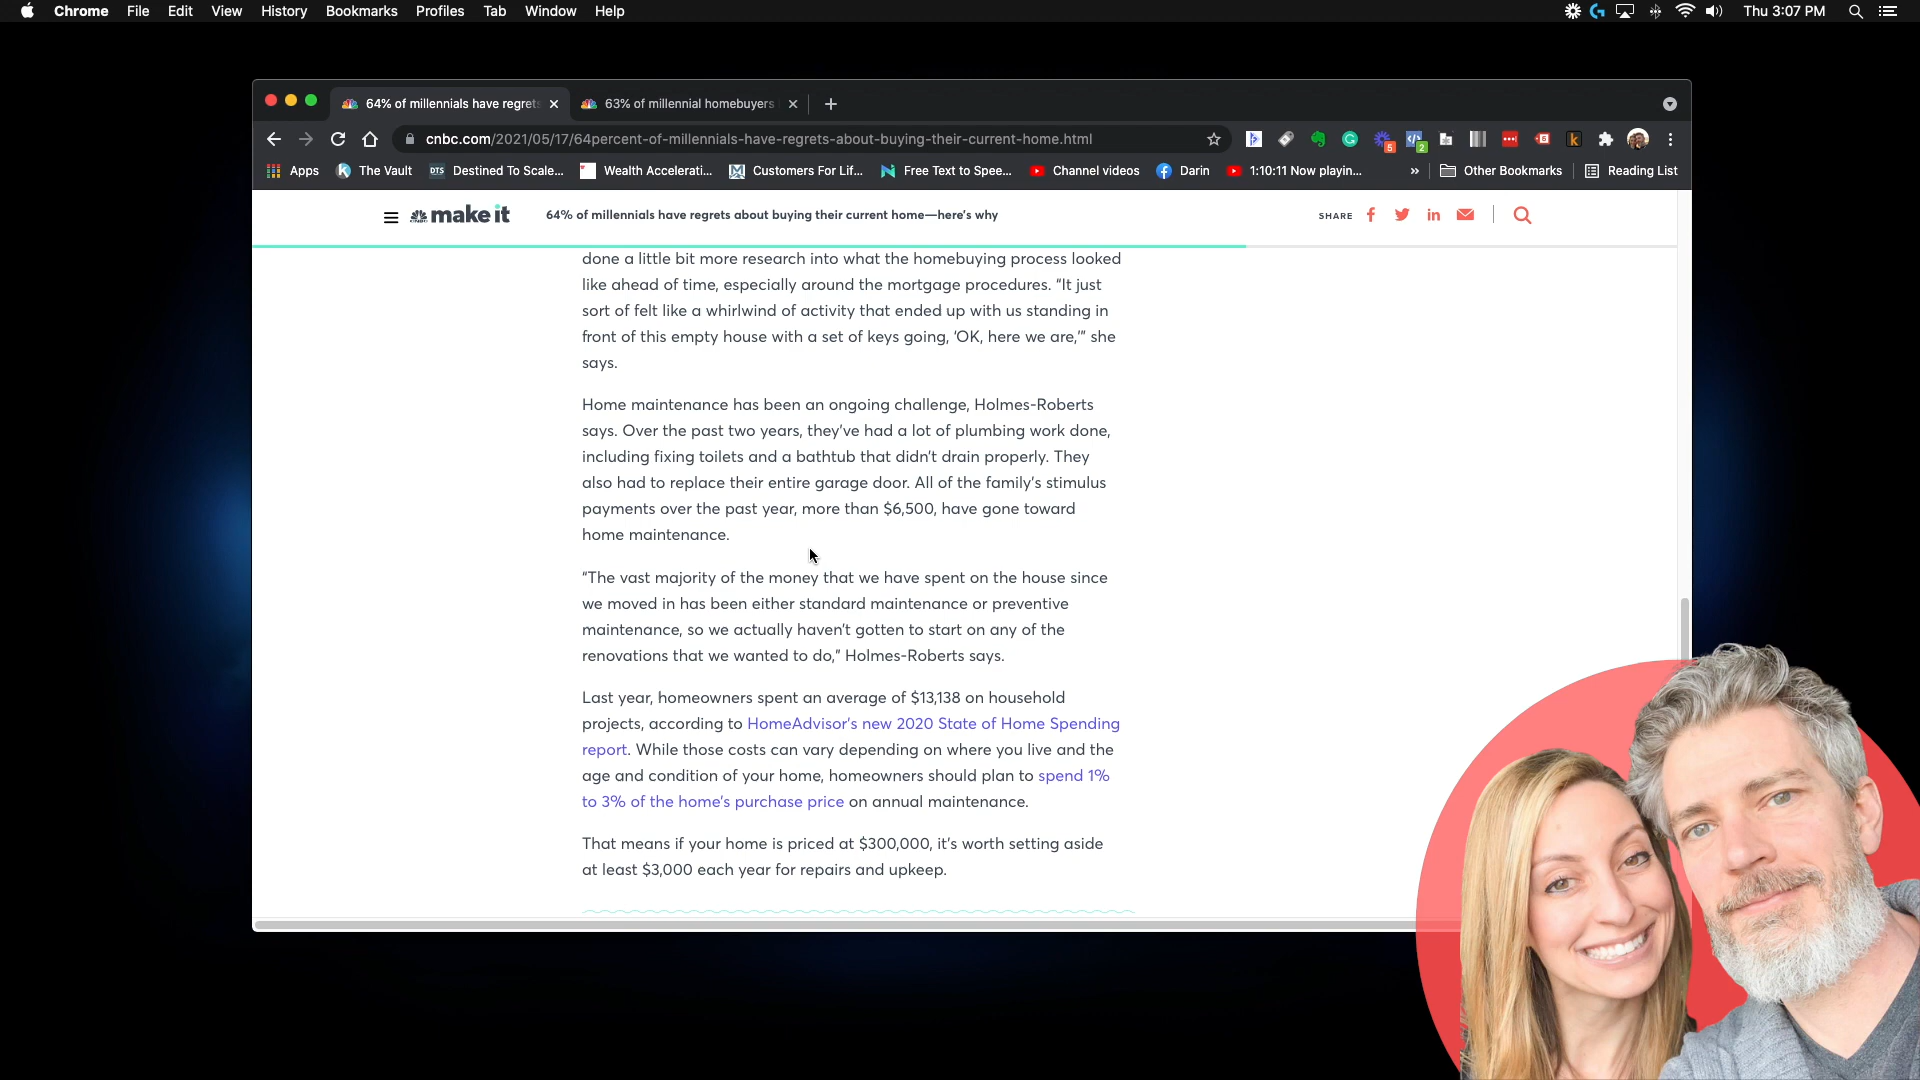 Chrome File Edit View History Bookmarks Profiles Tab Window Help
Thu 3:07 PM
64% of millennials have regrets
63% of millennial homebuyers
cnbc.com/2021/05/17/64percent-of-millennials-have-regrets-about-buying-their-current-home.html
5
2
Apps
The Vault
DTS Destined To Scale...
Wealth Accelerati...
Customers For Lif...
Free Text to Spee...
Channel videos
Darin
1:10:11 Now playin...
»
Other Bookmarks
Reading List
make it
64% of millennials have regrets about buying their current home—here's why
SHARE
done a little bit more research into what the homebuying process looked
like ahead of time, especially around the mortgage procedures. “It just
sort of felt like a whirlwind of activity that ended up with us standing in
front of this empty house with a set of keys going, ‘OK, here we are,’” she
says.
Home maintenance has been an ongoing challenge, Holmes-Roberts
says. Over the past two years, they’ve had a lot of plumbing work done,
including fixing toilets and a bathtub that didn’t drain properly. They
also had to replace their entire garage door. All of the family’s stimulus
payments over the past year, more than $6,500, have gone toward
home maintenance.
“The vast majority of the money that we have spent on the house since
we moved in has been either standard maintenance or preventive
maintenance, so we actually haven’t gotten to start on any of the
renovations that we wanted to do,” Holmes-Roberts says.
Last year, homeowners spent an average of $13,138 on household
projects, according to HomeAdvisor’s new 2020 State of Home Spending
report. While those costs can vary depending on where you live and the
age and condition of your home, homeowners should plan to spend 1%
to 3% of the home’s purchase price on annual maintenance.
That means if your home is priced at $300,000, it’s worth setting aside
at least $3,000 each year for repairs and upkeep.